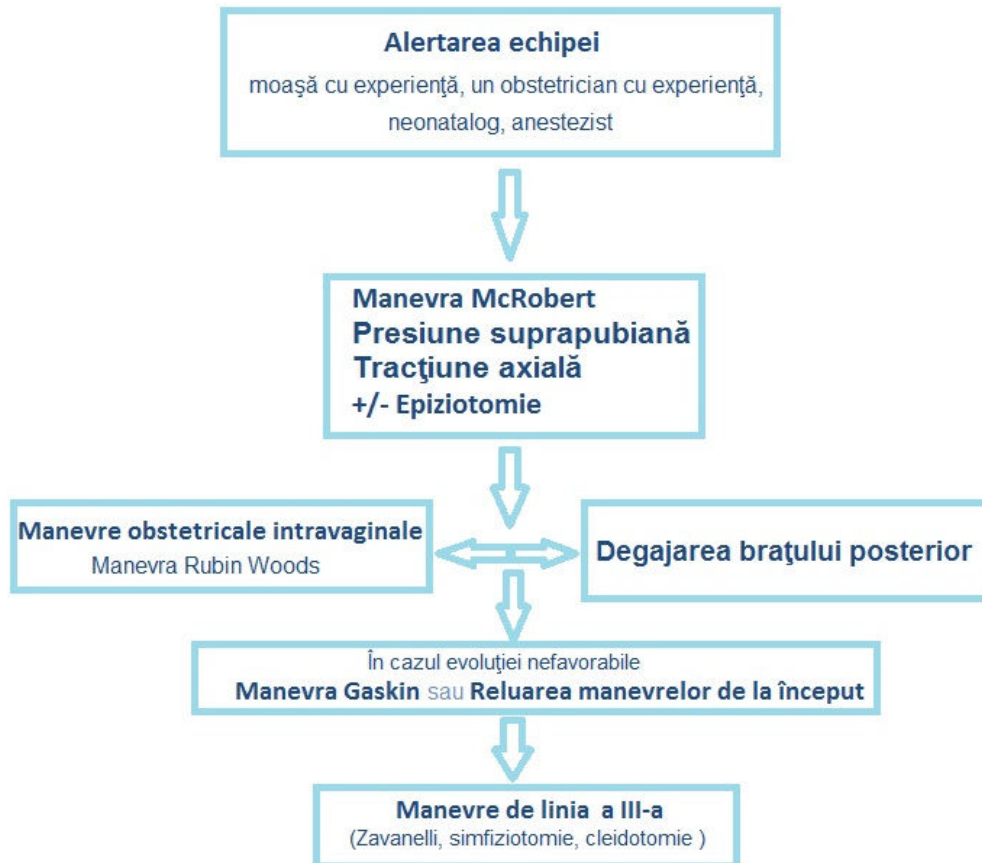 Alertarea echipei
moaşă cu experienţă, un obstetrician cu experienţă,
neonatalog, anestezist
Manevra McRobert
Presiune suprapubiană
Tracţiune axială
+/- Epiziotomie
Manevre obstetricale intravaginale
Manevra Rubin Woods
Degajarea braţului posterior
În cazul evoluţiei nefavorabile
Manevra Gaskin sau Reluarea manevrelor de la început
Manevre de linia a III-a
(Zavanelli, simfiziotomie, cleidotomie )